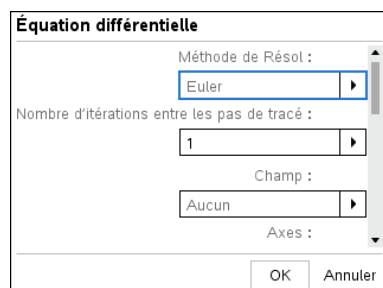 Équation différentielle
Méthode de Résol :
Euler
Nombre d'itérations entre les pas de tracé :
1
Champ :
Aucun
Axes :
OK Annuler